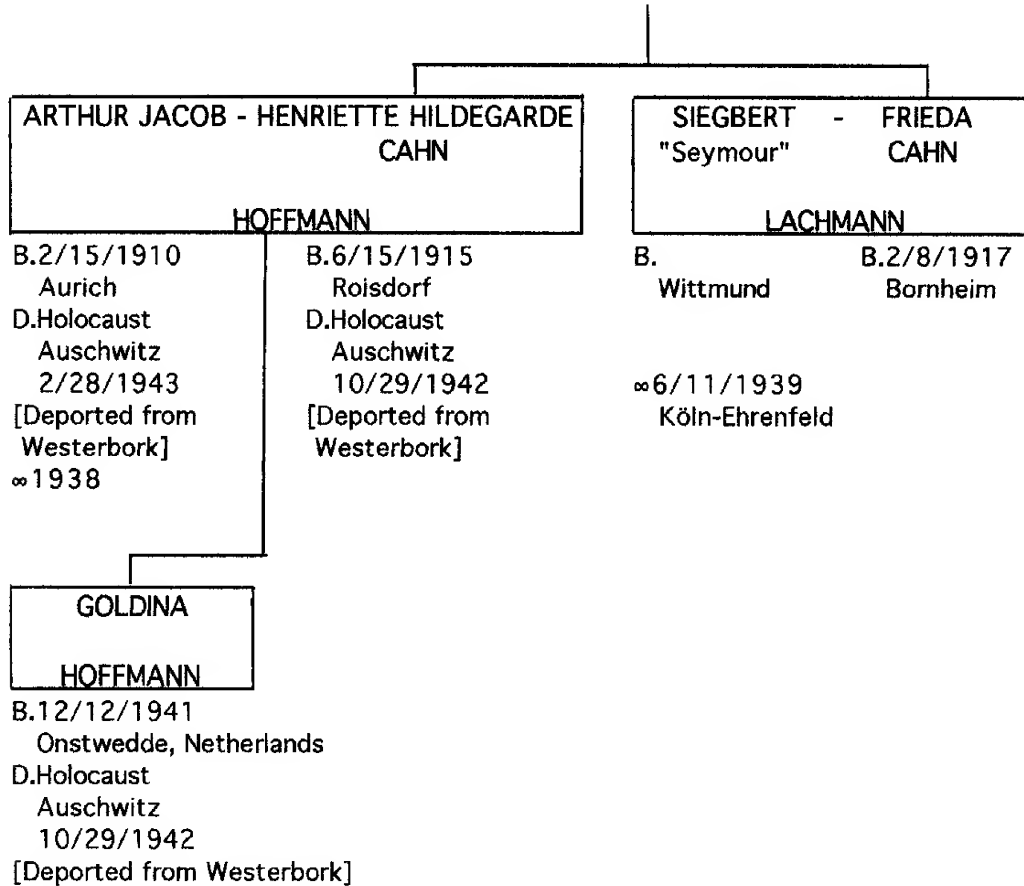 ARTHUR JACOB - HENRIETTE HILDEGARDE
CAHN
HOFFMANN
B.2/15/1910
Aurich
D.Holocaust
Auschwitz
2/28/1943
[Deported from
Westerbork]
∞1938
B.6/15/1915
Roisdorf
D.Holocaust
Auschwitz
10/29/1942
[Deported from
Westerbork]
SIEGBERT - FRIEDA
"Seymour" CAHN
LACHMANN
B.
Wittmund
∞6/11/1939
Köln-Ehrenfeld
B.2/8/1917
Bornheim
GOLDINA
HOFFMANN
B.12/12/1941
Onstwedde, Netherlands
D.Holocaust
Auschwitz
10/29/1942
[Deported from Westerbork]